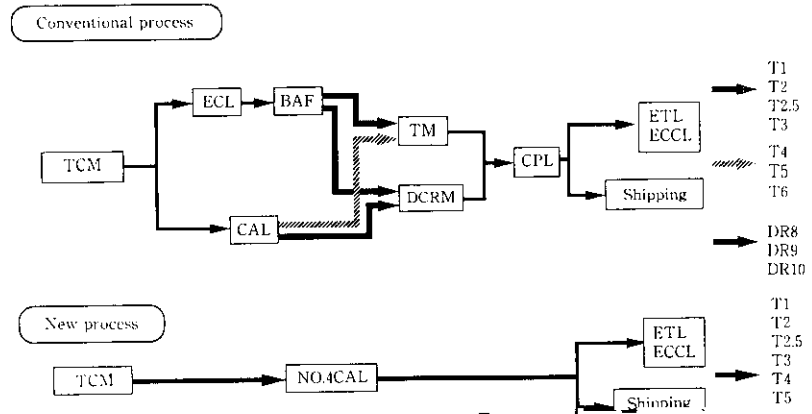 Conventional process
ECL
BAF
TM
TCM
CAL
DCRM
CPL
ETL
ECCL
Shipping
T1
T2
T2.5
T3
T4
T5
T6
DR8
DR9
DR10
New process
TCM
NO.4CAL
ETL
ECCL
Shipping
T1
T2
T2.5
T3
T4
T5